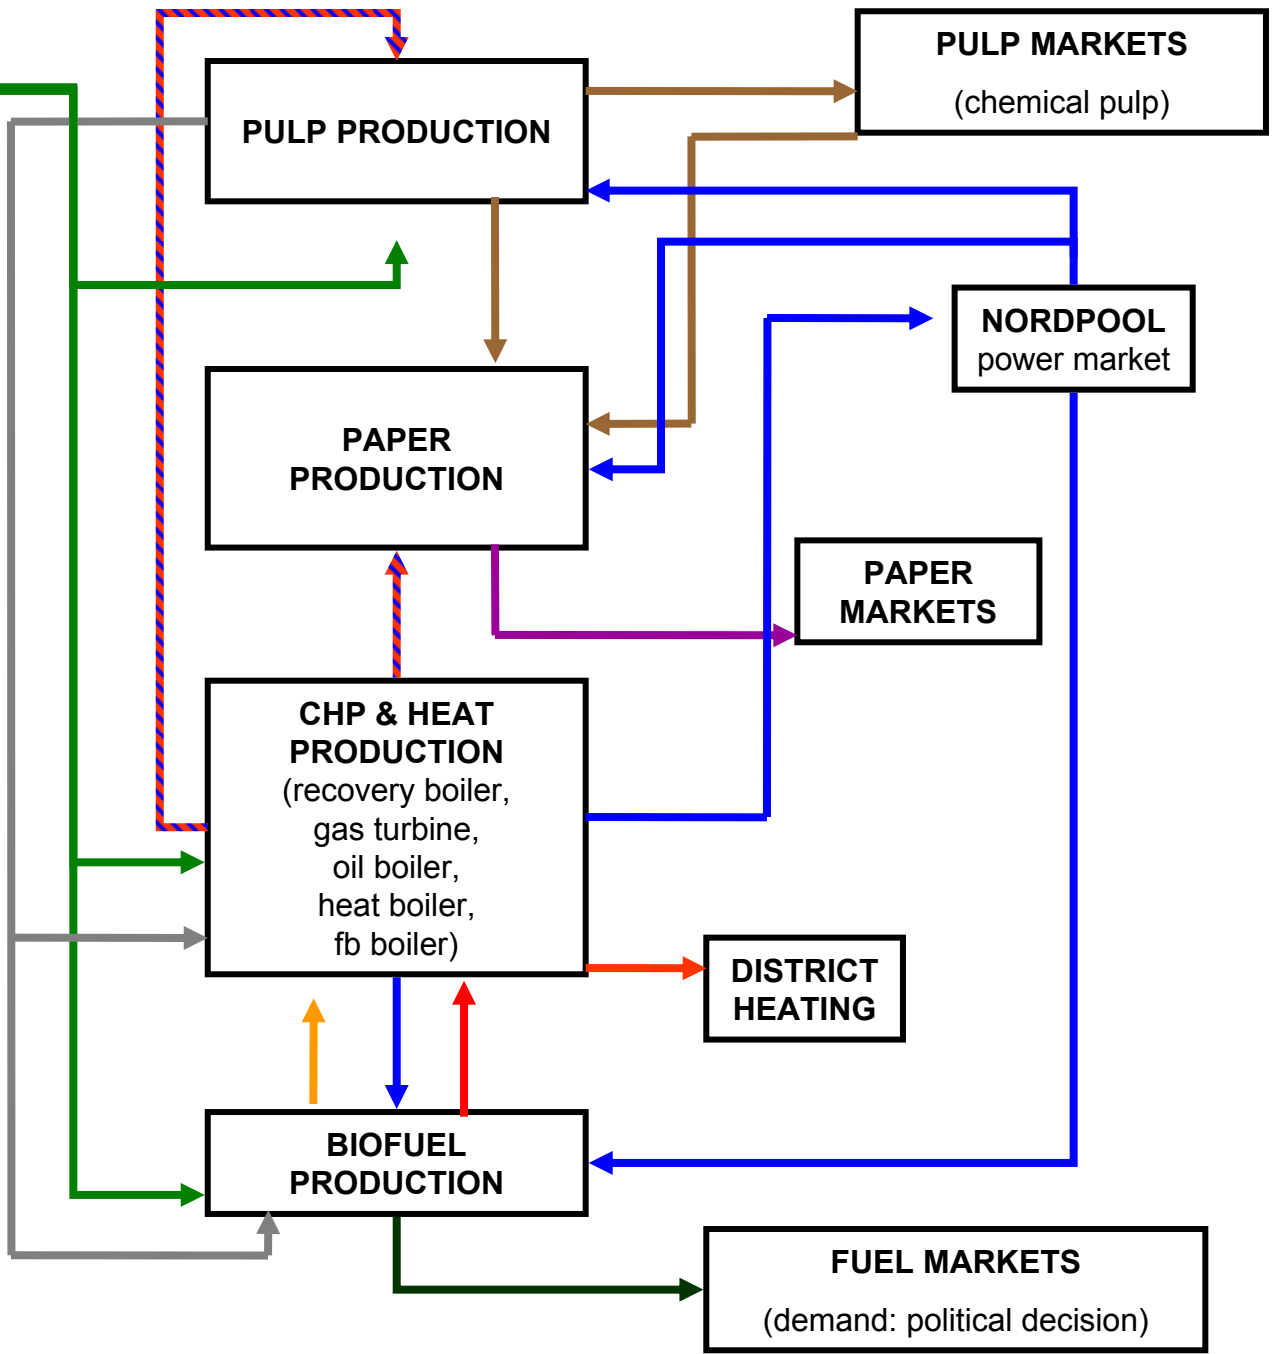 PULP MARKETS
(chemical pulp)
PULP PRODUCTION
NORDPOOL
power market
PAPER
PRODUCTION
PAPER
MARKETS
CHP & HEAT
PRODUCTION
(recovery boiler,
gas turbine,
oil boiler,
heat boiler,
fb boiler)
DISTRICT
HEATING
BIOFUEL
PRODUCTION
FUEL MARKETS
(demand: political decision)